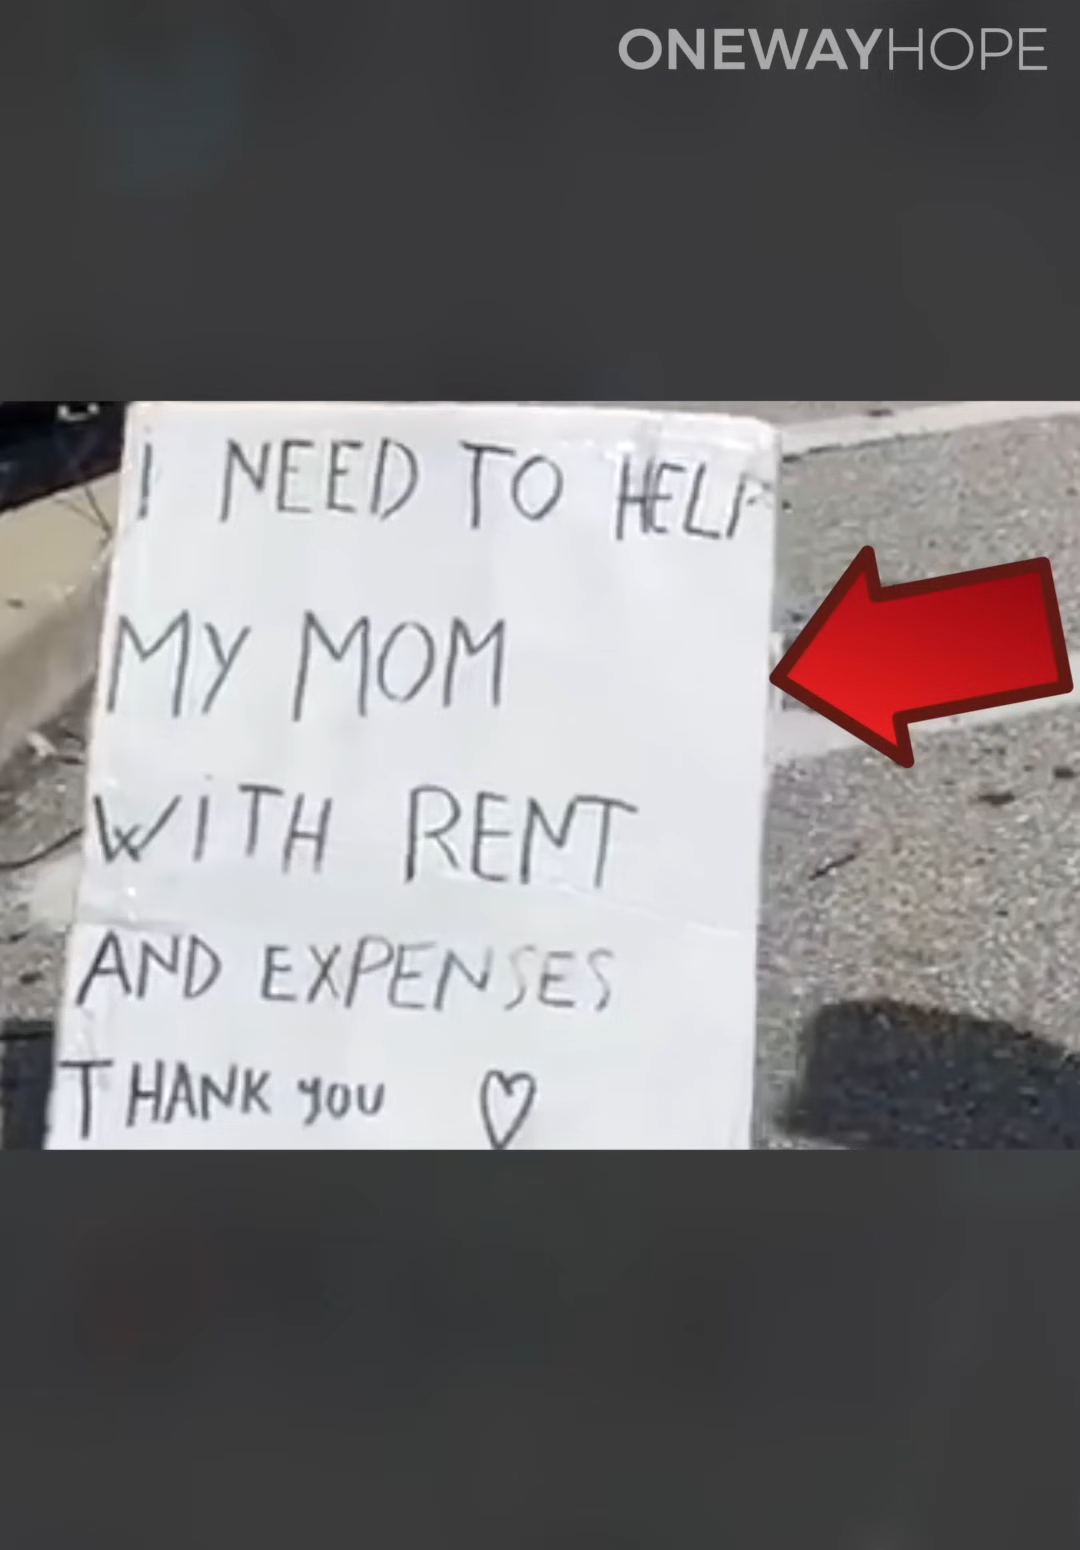 ONEWAYHOPE
I NEED TO HELP
MY MOM
WiTH RENT
AND EXPENSES
THANK you ♡